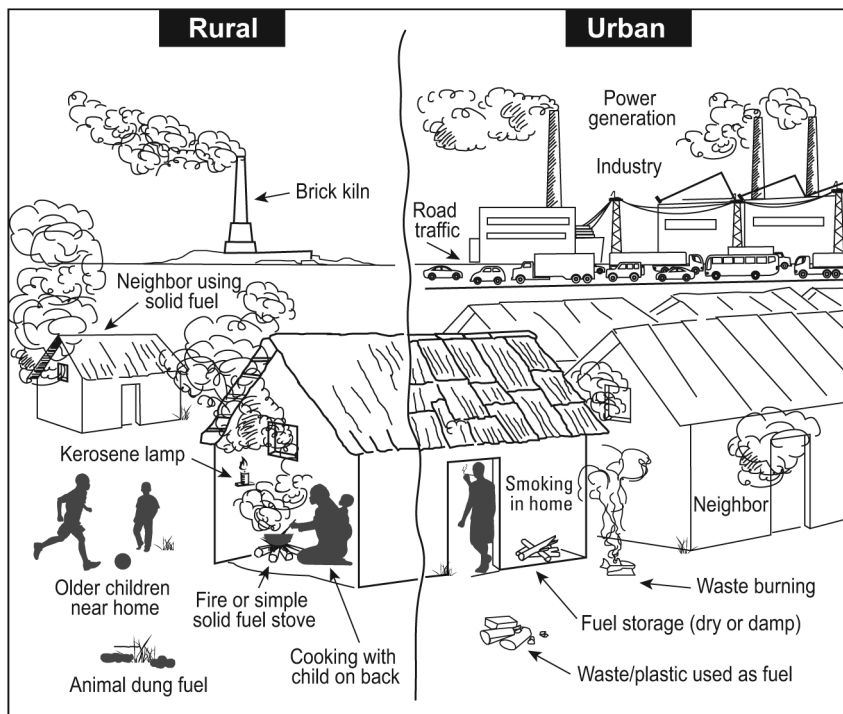 Rural
Urban
Power
generation
Industry
Brick kiln
Road
traffic
Neighbor using
solid fuel
Kerosene lamp
Smoking
in home
Neighbor
Older children
near home
Fire or simple
solid fuel stove
Waste burning
Fuel storage (dry or damp)
Cooking with
child on back
Animal dung fuel
Waste/plastic used as fuel